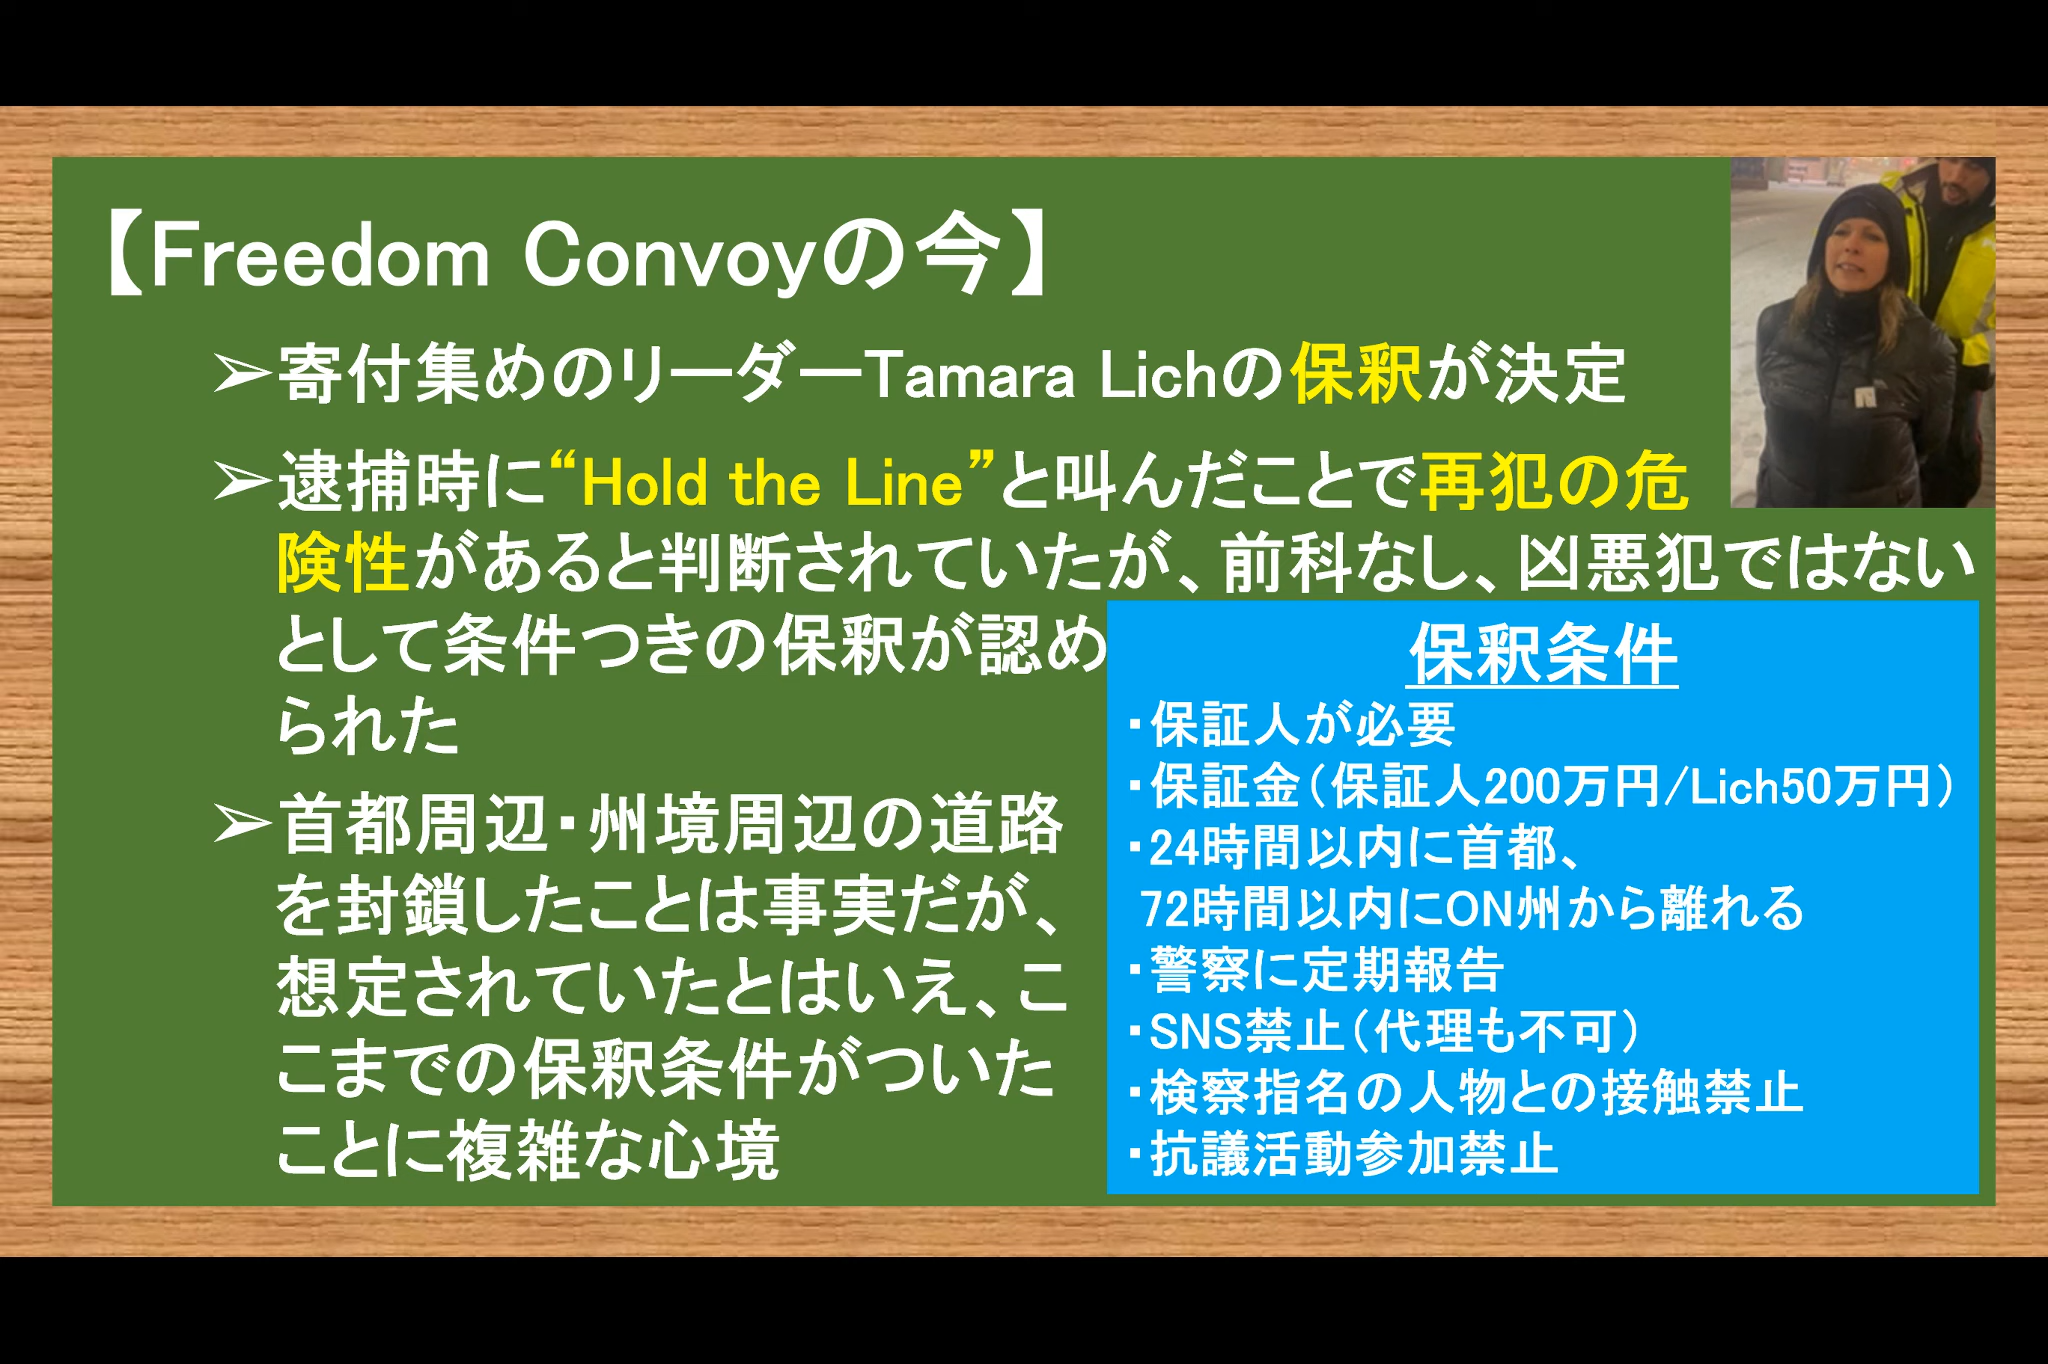 【Freedom Convoyの今】
➢寄付集めのリーダーTamara Lichの保釈が決定
➢逮捕時に“Hold the Line”と叫んだことで再犯の危
険性があると判断されていたが、前科なし、凶悪犯ではない
として条件つきの保釈が認め
られた
➢首都周辺・州境周辺の道路
を封鎖したことは事実だが、
想定されていたとはいえ、こ
こまでの保釈条件がついた
ことに複雑な心境
保釈条件
・保証人が必要
・保証金（保証人200万円/Lich50万円）
・24時間以内に首都、
72時間以内にON州から離れる
・警察に定期報告
・SNS禁止（代理も不可）
・検察指名の人物との接触禁止
・抗議活動参加禁止